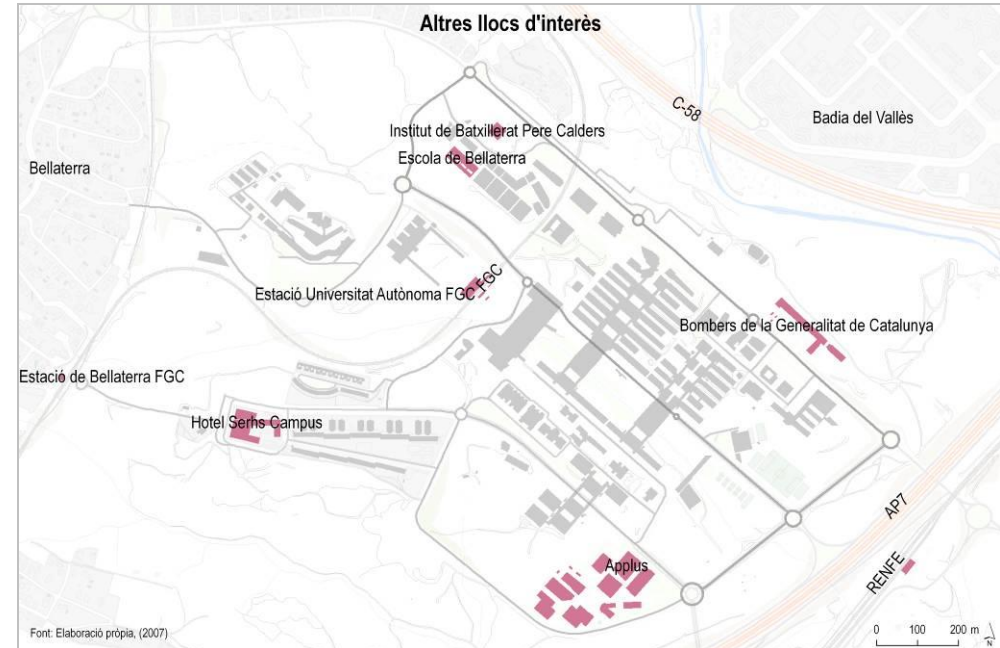 Altres llocs d'interès
C-58
Badia del Vallès
Institut de Batxillerat Pere Calders
Escola de Bellaterra
Bellaterra
Estació Universitat Autònoma FGC
FGC
Bombers de la Generalitat de Catalunya
Estació de Bellaterra FGC
Hotel Serhs Campus
AP7
Applus
RENFE
Font: Elaboració pròpia, (2007)
0 100 200 m
N